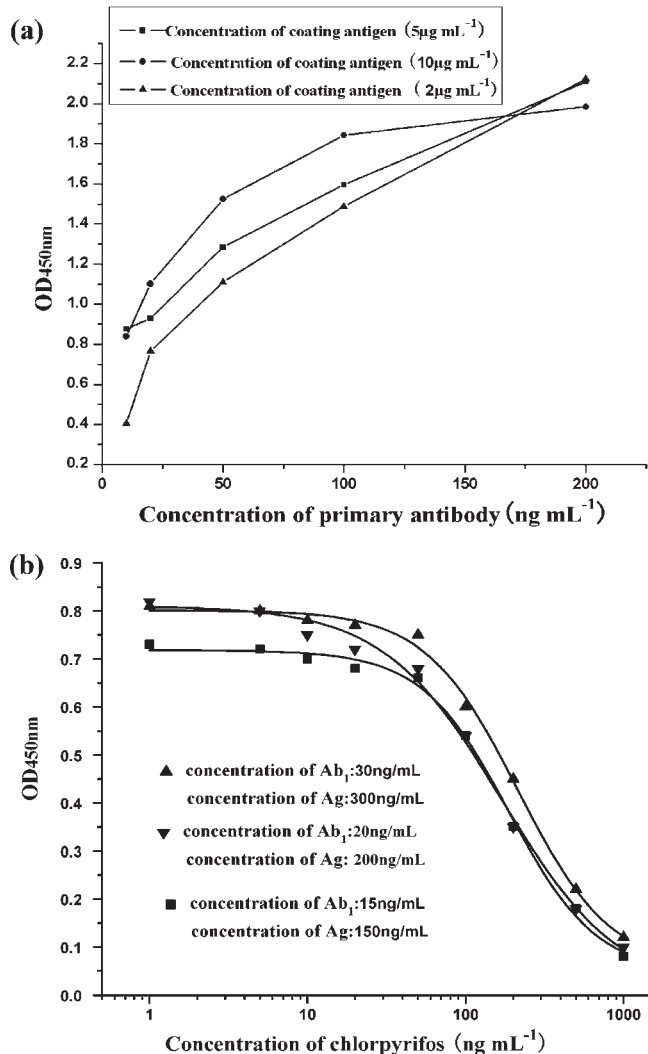 (a)
Concentration of coating antigen (5µg mL⁻¹)
Concentration of coating antigen (10µg mL⁻¹)
Concentration of coating antigen ( 2µg mL⁻¹)
2.2
2.0
1.8
1.6
1.4
1.2
1.0
0.8
0.6
0.4
0.2
OD450nm
0 50 100 150 200
Concentration of primary antibody (ng mL⁻¹)
(b)
0.9
0.8
0.7
0.6
0.5
0.4
0.3
0.2
0.1
0.0
OD450nm
concentration of Ab₁:30ng/mL
concentration of Ag:300ng/mL
concentration of Ab₁:20ng/mL
concentration of Ag: 200ng/mL
concentration of Ab₁:15ng/mL
concentration of Ag:150ng/mL
1 10 100 1000
Concentration of chlorpyrifos (ng mL⁻¹)